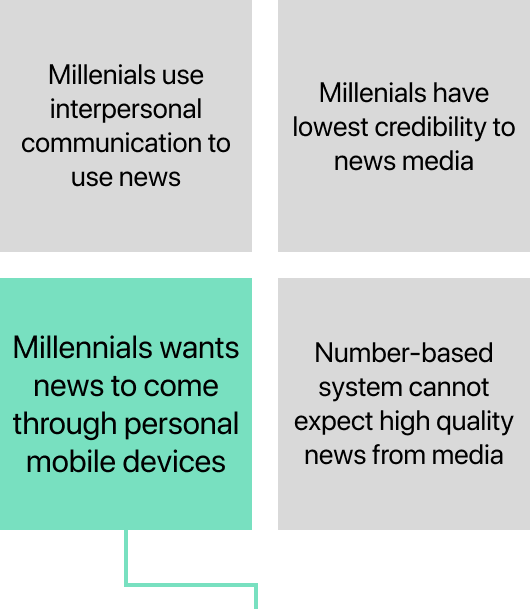 Millenials use
interpersonal
communication to
use news
Millenials have
lowest credibility to
news media
Millennials wants
news to come
through personal
mobile devices
Number-based
system cannot
expect high quality
news from media